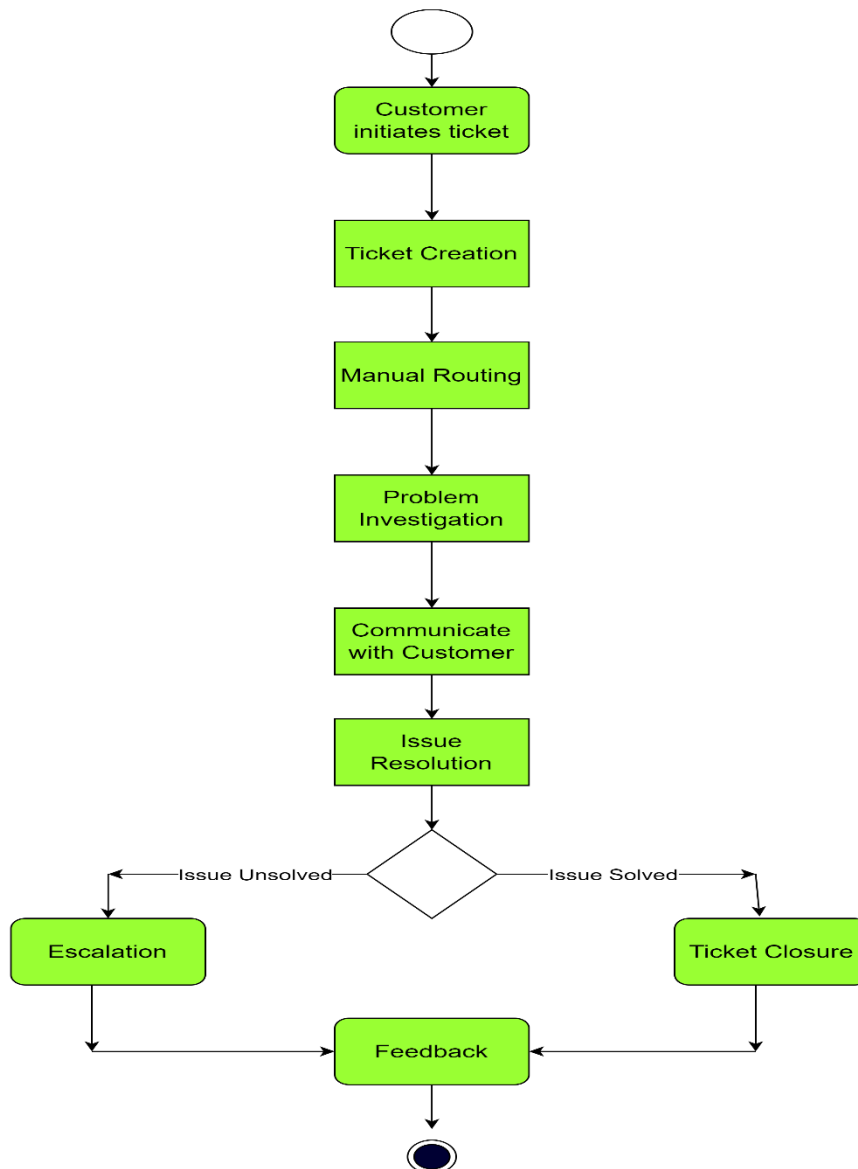 Customer
initiates ticket
Ticket Creation
Manual Routing
Problem
Investigation
Communicate
with Customer
Issue
Resolution
Issue Unsolved
Issue Solved
Escalation
Ticket Closure
Feedback